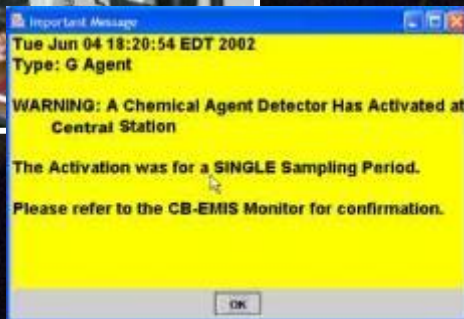 Important Message
Tue Jun 04 18:20:54 EDT 2002
Type: G Agent
WARNING: A Chemical Agent Detector Has Activated at
Central Station
The Activation was for a SINGLE Sampling Period.
Please refer to the CB-EMIS Monitor for confirmation.
OK